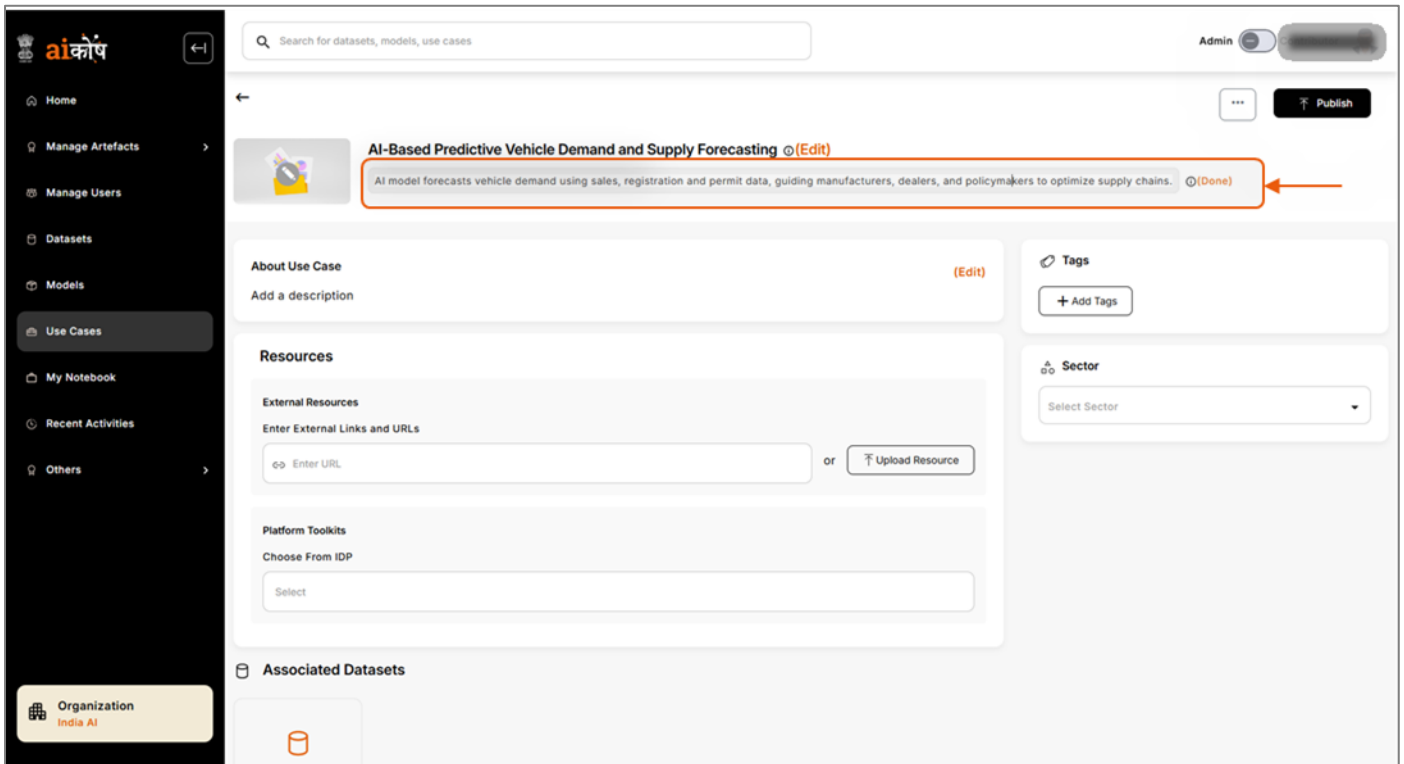 aiकोष
Search for datasets, models, use cases
Admin
Home
Manage Artefacts
Manage Users
Datasets
Models
Use Cases
My Notebook
Recent Activities
Others
Organization
India AI
Publish
AI-Based Predictive Vehicle Demand and Supply Forecasting (Edit)
AI model forecasts vehicle demand using sales, registration and permit data, guiding manufacturers, dealers, and policymakers to optimize supply chains. (Done)
About Use Case
(Edit)
Add a description
Resources
External Resources
Enter External Links and URLs
Enter URL
or
Upload Resource
Platform Toolkits
Choose From IDP
Select
Associated Datasets
Tags
+ Add Tags
Sector
Select Sector